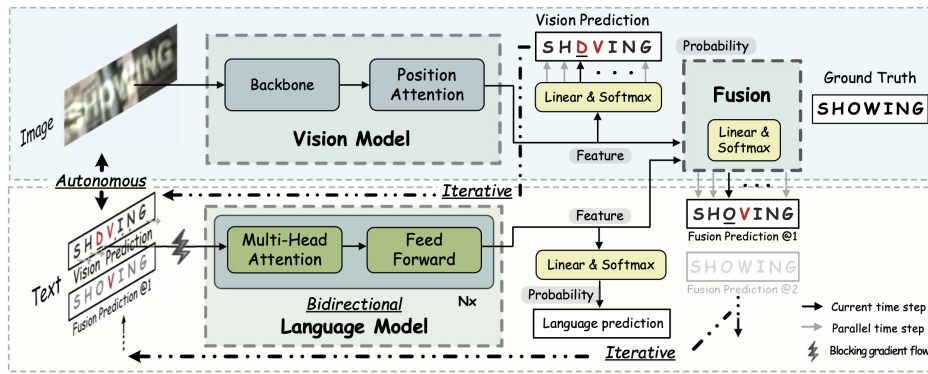 Vision Prediction
SHDVING
Probability
Ground Truth
SHOWING
Backbone
Position
Attention
Linear & Softmax
Fusion
Linear &
Softmax
Image
SHOWING
Vision Model
Feature
Autonomous
Iterative
SHDVING
Vision Prediction
SHOVING
Fusion Prediction @1
Text
Multi-Head
Attention
Feed
Forward
Bidirectional
Nx
Language Model
Feature
Linear & Softmax
Probability
Language prediction
SHOVING
Fusion Prediction @1
SHOWING
Fusion Prediction @2
Iterative
Current time step
Parallel time step
Blocking gradient flow